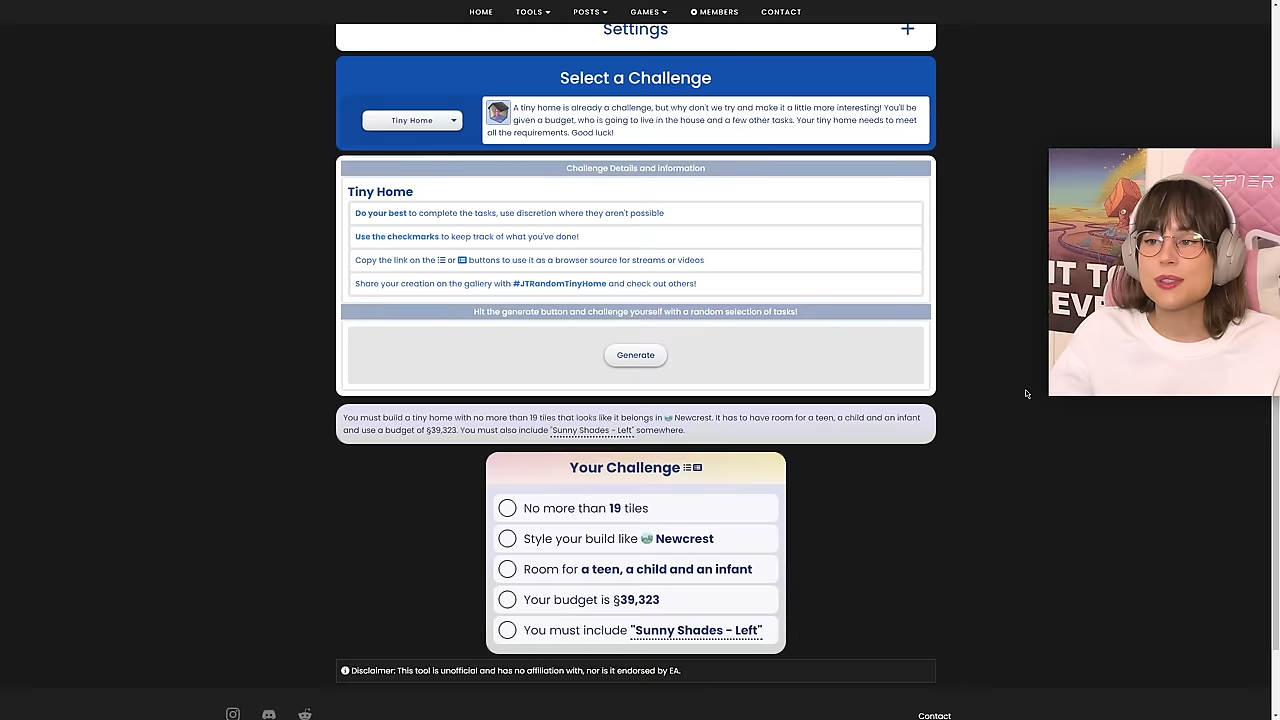 HOME TOOLS POSTS GAMES MEMBERS CONTACT
Settings
Select a Challenge
Tiny Home
A tiny home is already a challenge, but why don't we try and make it a little more interesting! You'll be
given a budget, who is going to live in the house and a few other tasks. Your tiny home needs to meet
all the requirements. Good luck!
Challenge Details and information
Tiny Home
Do your best to complete the tasks, use discretion where they aren't possible
Use the checkmarks to keep track of what you've done!
Copy the link on the or buttons to use it as a browser source for streams or videos
Share your creation on the gallery with #JTRandomTinyHome and check out others!
Hit the generate button and challenge yourself with a random selection of tasks!
Generate
You must build a tiny home with no more than 19 tiles that looks like it belongs in Newcrest. It has to have room for a teen, a child and an infant
and use a budget of §39,323. You must also include "Sunny Shades - Left" somewhere.
Your Challenge
No more than 19 tiles
Style your build like Newcrest
Room for a teen, a child and an infant
Your budget is §39,323
You must include "Sunny Shades - Left"
Disclaimer: This tool is unofficial and has no affiliation with, nor is it endorsed by EA.
Contact